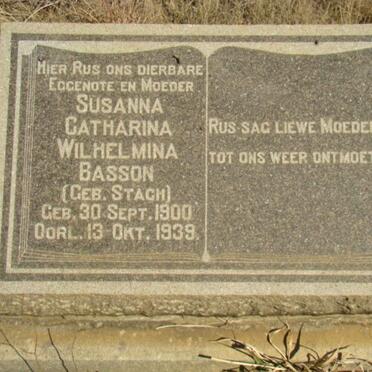 Hier Rus ons dierbare
Eggenote en Moeder
Susanna
Catharina
Wilhelmina
Basson
(Geb. Stagh)
Geb. 30 Sept. 1900
Oorl. 13 Okt. 1939.
Rus sag liewe Moeder
tot ons weer ontmoet